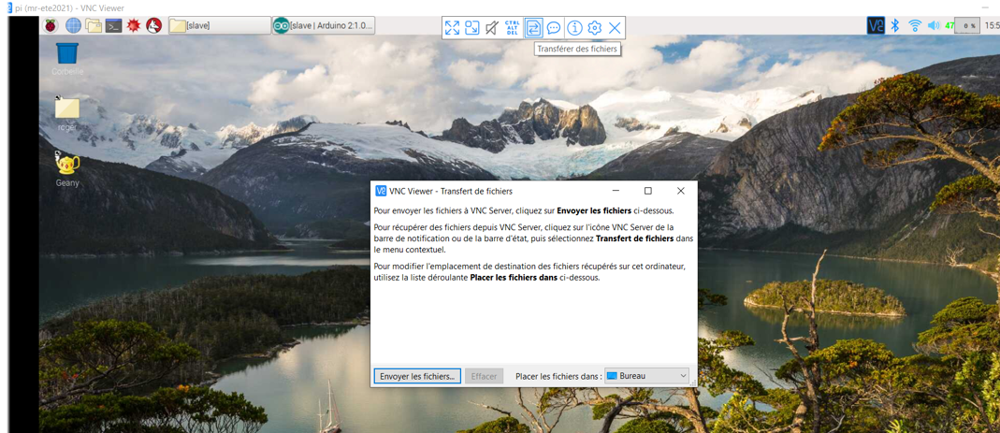 pi (mr-ete2021) - VNC Viewer
[slave]
[slave | Arduino 2:1.0...
CTRL
ALT
DEL
47
0 %
15:5
Transférer des fichiers
Corbeille
roger
Geany
VNC Viewer - Transfert de fichiers
Pour envoyer les fichiers à VNC Server, cliquez sur Envoyer les fichiers ci-dessous.
Pour récupérer des fichiers depuis VNC Server, cliquez sur l'icône VNC Server de la
barre de notification ou de la barre d'état, puis sélectionnez Transfert de fichiers dans
le menu contextuel.
Pour modifier l'emplacement de destination des fichiers récupérés sur cet ordinateur,
utilisez la liste déroulante Placer les fichiers dans ci-dessous.
Envoyer les fichiers...
Effacer
Placer les fichiers dans :
Bureau